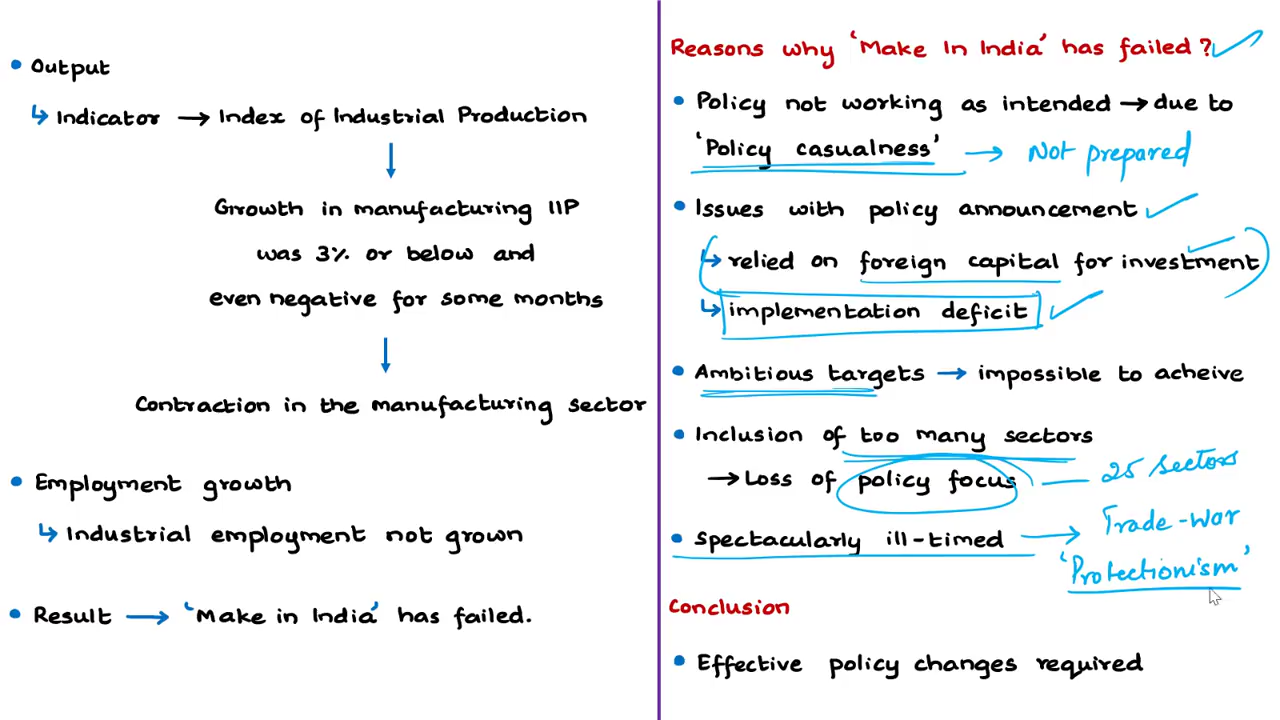 • Output
↳ Indicator → Index of Industrial Production
Growth in manufacturing IIP
was 3% or below and
even negative for some months
Contraction in the manufacturing sector
• Employment growth
↳ Industrial employment not grown
• Result → 'Make in India' has failed.
Reasons why 'Make In India' has failed?
• Policy not working as intended → due to
'Policy casualness' → Not prepared
• Issues with policy announcement
↳ relied on foreign capital for investment
↳ implementation deficit
• Ambitious targets → impossible to acheive
• Inclusion of too many sectors
→ Loss of policy focus — 25 sectors
• Spectacularly ill-timed → Trade-War
'Protectionism'
Conclusion
• Effective policy changes required